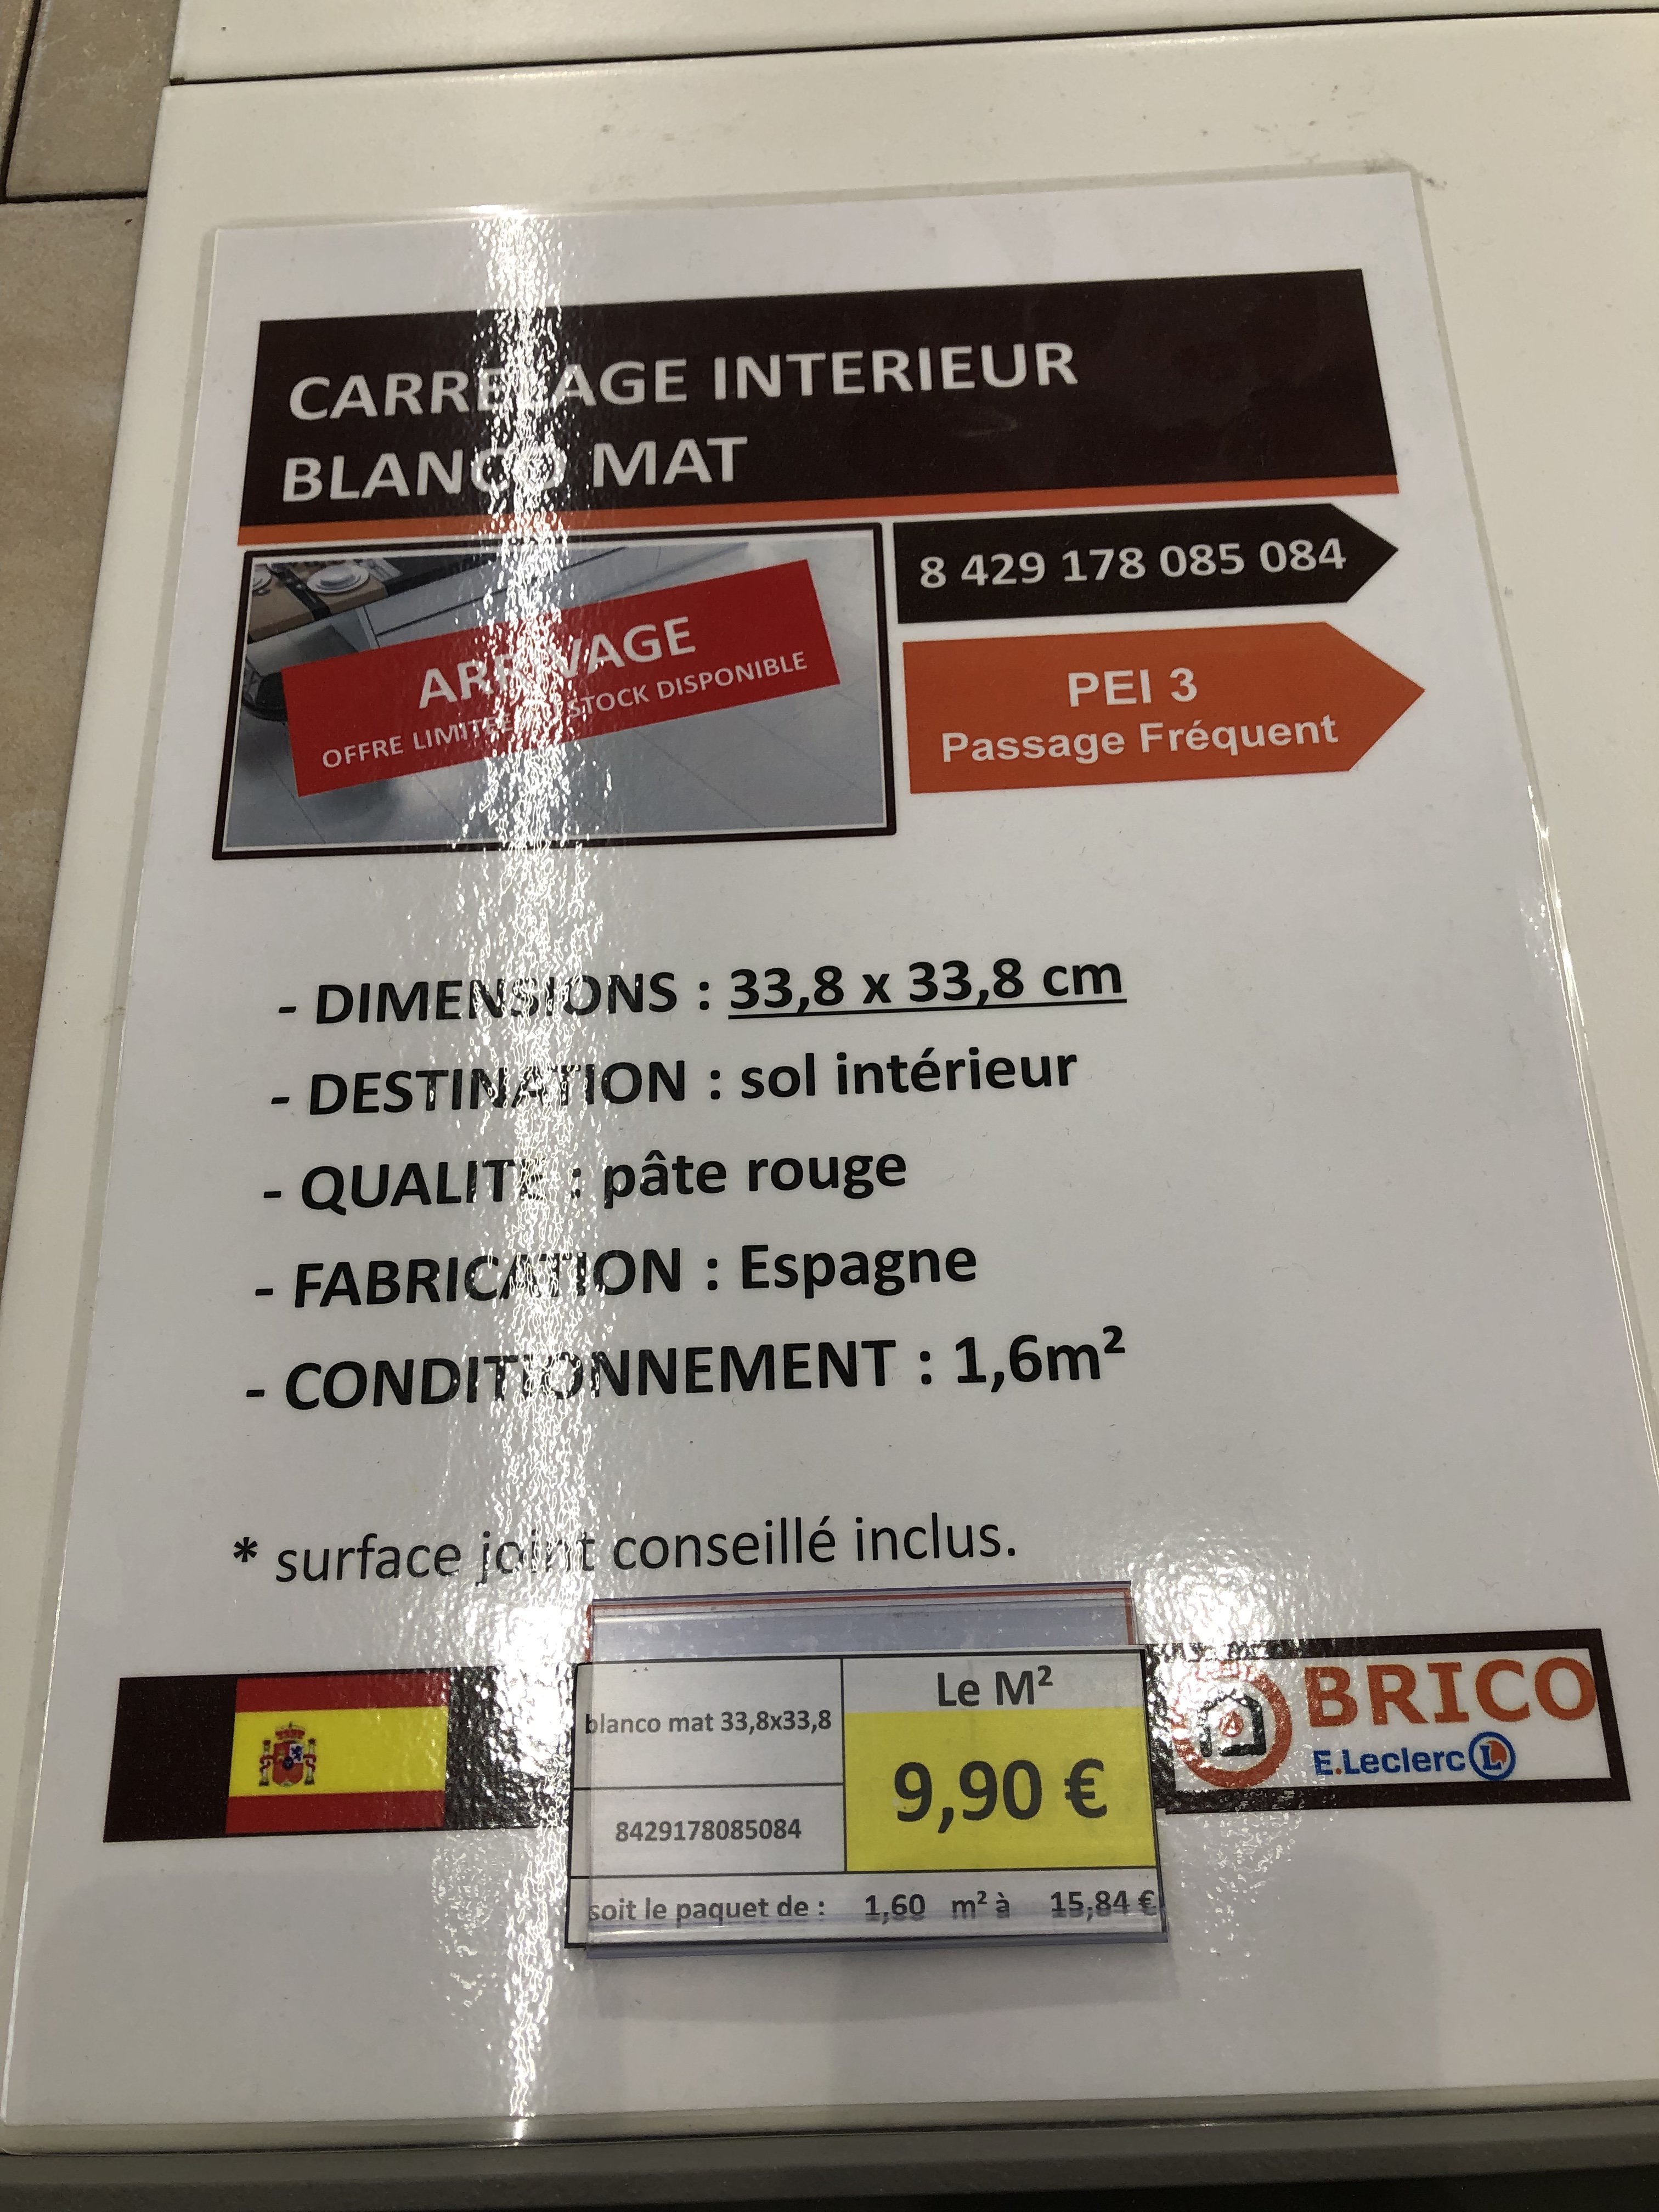 CARRELAGE INTERIEUR
BLANCO MAT
8 429 178 085 084
ARRIVAGE
OFFRE LIMITEE AU STOCK DISPONIBLE
PEI 3
Passage Fréquent
- DIMENSIONS : 33,8 x 33,8 cm
- DESTINATION : sol intérieur
- QUALITE : pâte rouge
- FABRICATION : Espagne
- CONDITIONNEMENT : 1,6m²
* surface joint conseillé inclus.
blanco mat 33,8x33,8
Le M²
9,90 €
8429178085084
soit le paquet de : 1,60 m² à 15,84 €
BRICO
E.Leclerc L